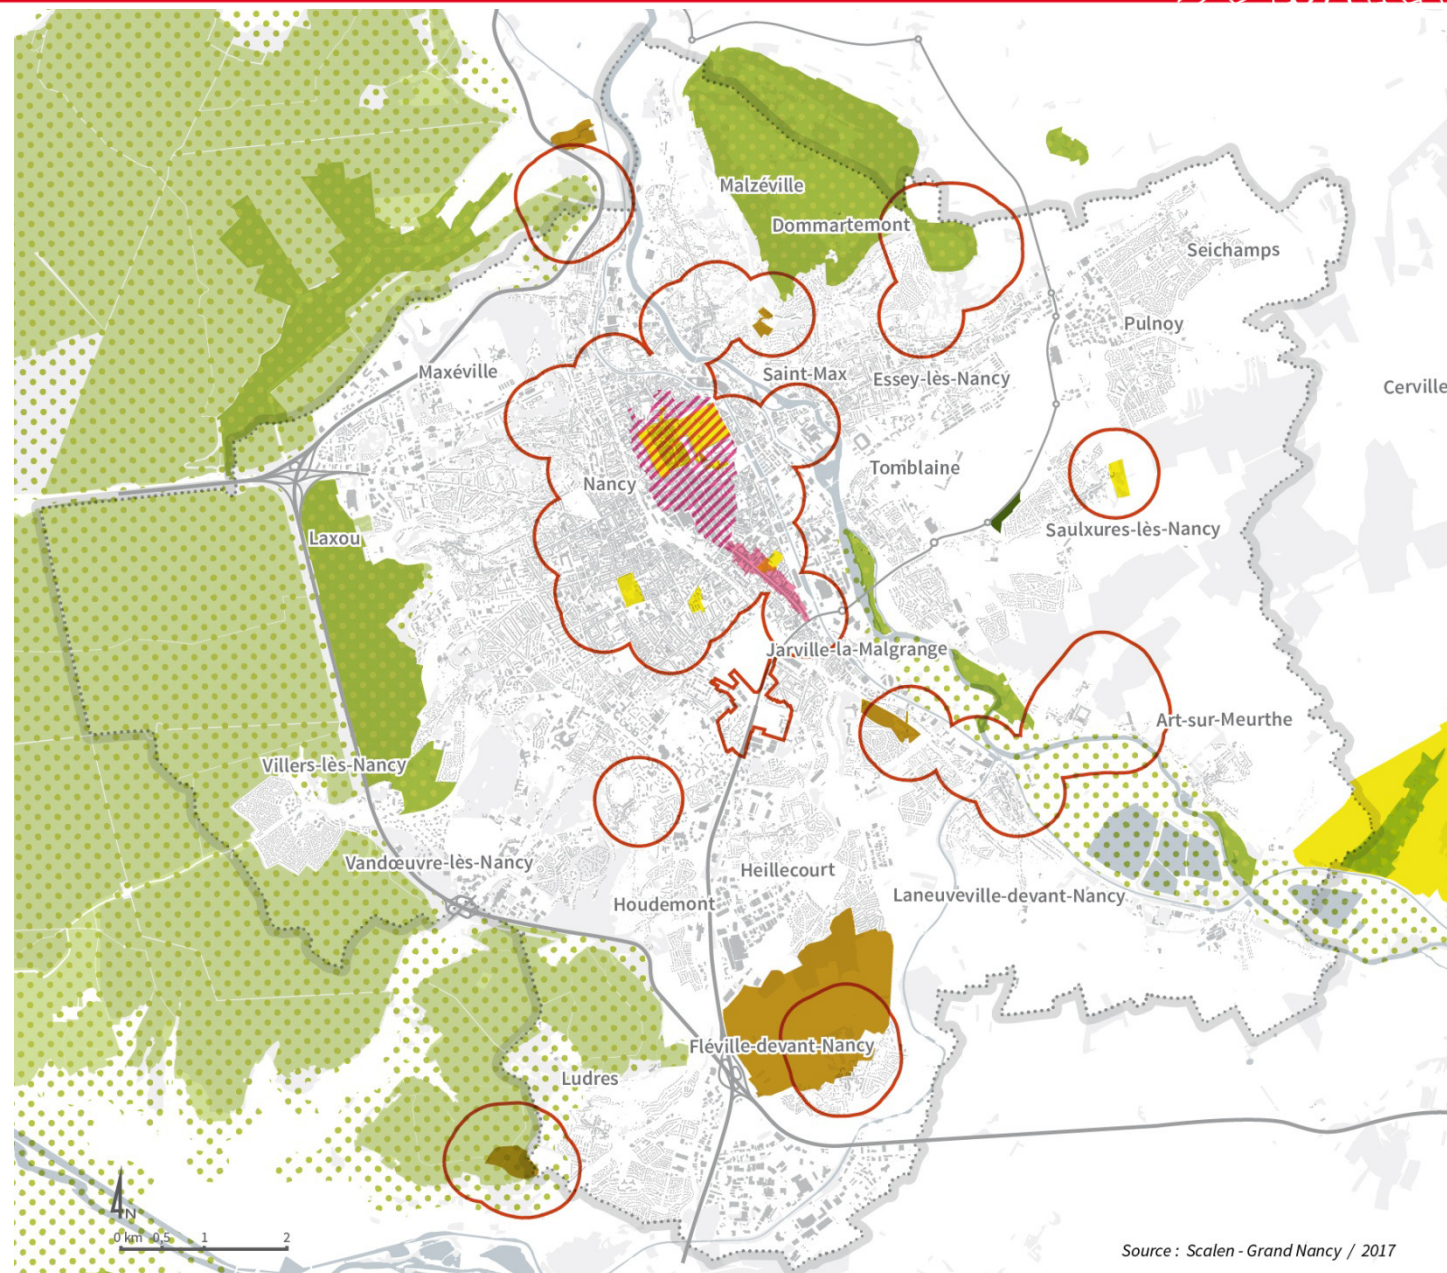 Malzéville
Dommartemont
Seichamps
Pulnoy
Maxéville
Saint-Max
Essey-lès-Nancy
Cerville
Tomblaine
Nancy
Saulxures-lès-Nancy
Laxou
Jarville-la-Malgrange
Art-sur-Meurthe
Villers-lès-Nancy
Vandœuvre-lès-Nancy
Heillecourt
Houdemont
Laneuveville-devant-Nancy
Fléville-devant-Nancy
Ludres
N
0 km 0,5 1 2
Source : Scalen - Grand Nancy / 2017